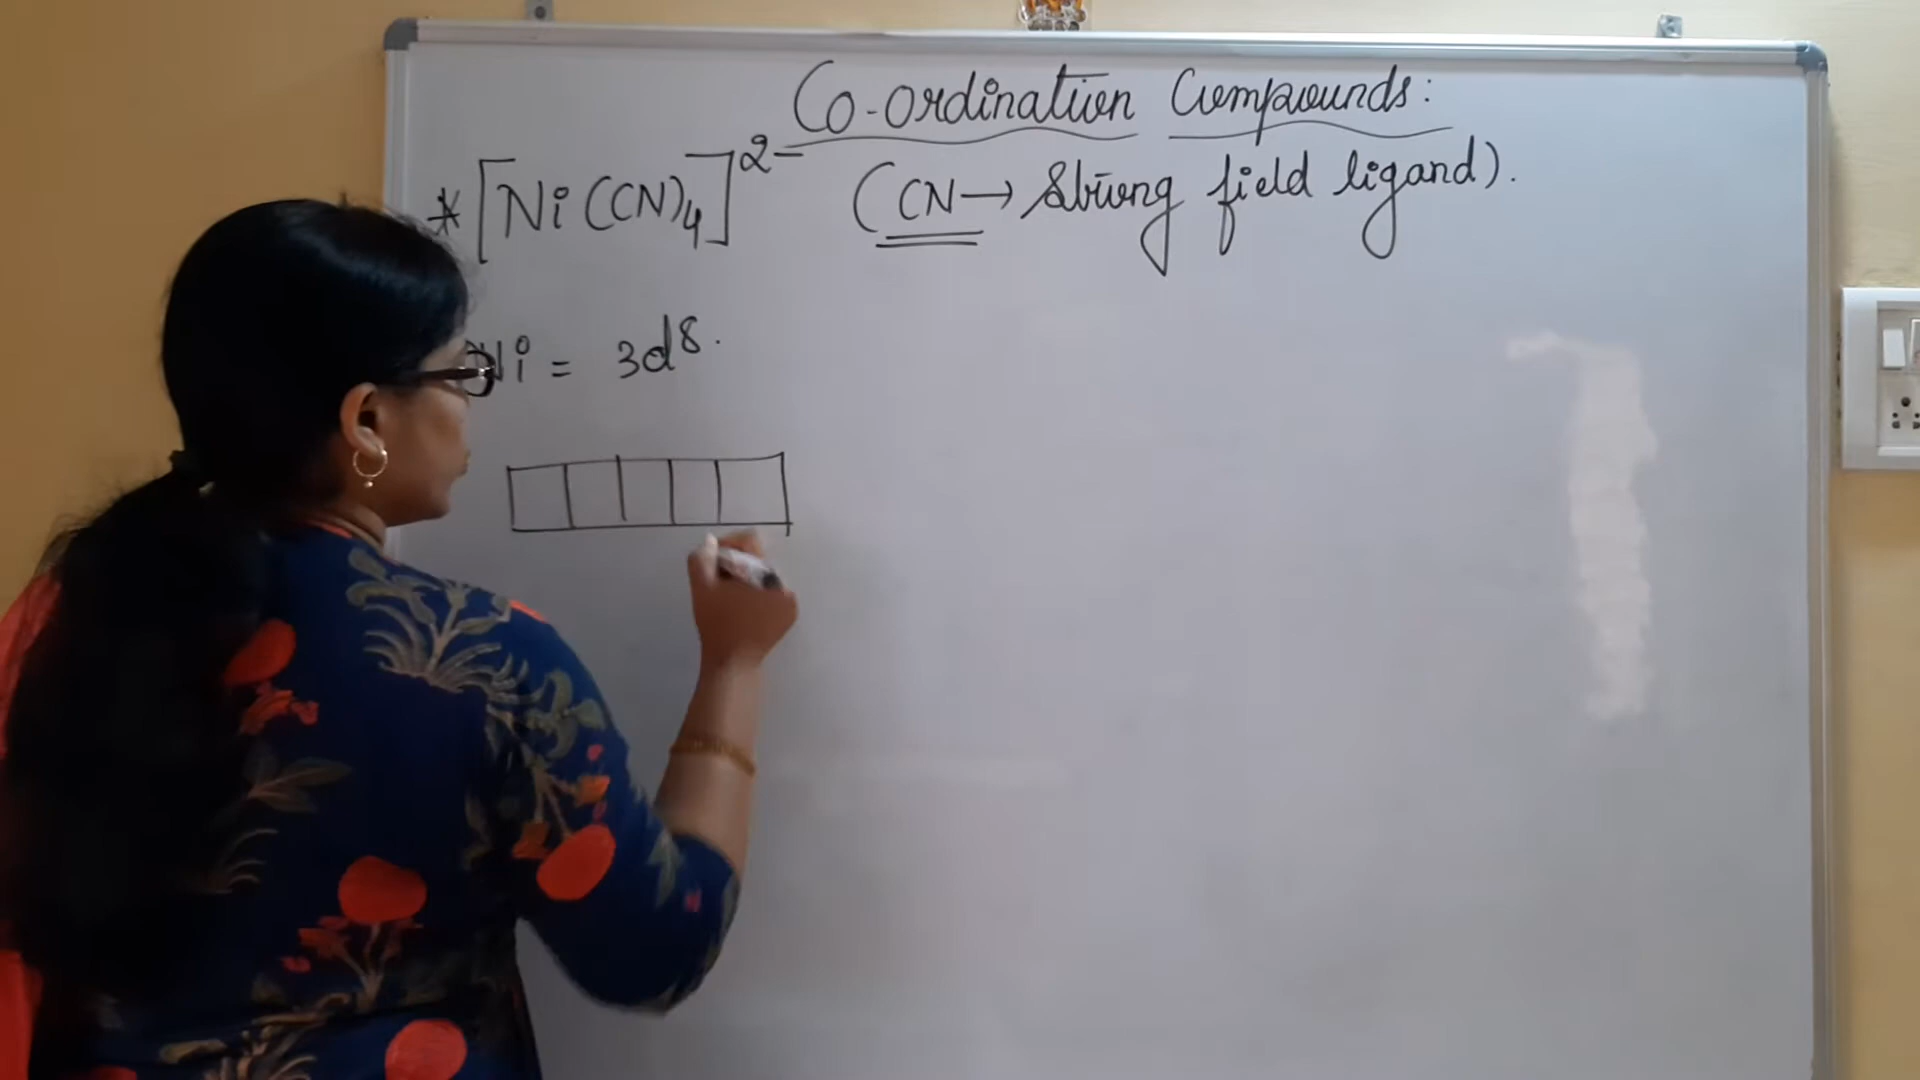 Co-ordination Compounds:
* [Ni(CN)₄]²⁻ (CN → Strong field ligand).
Ni = 3d⁸.